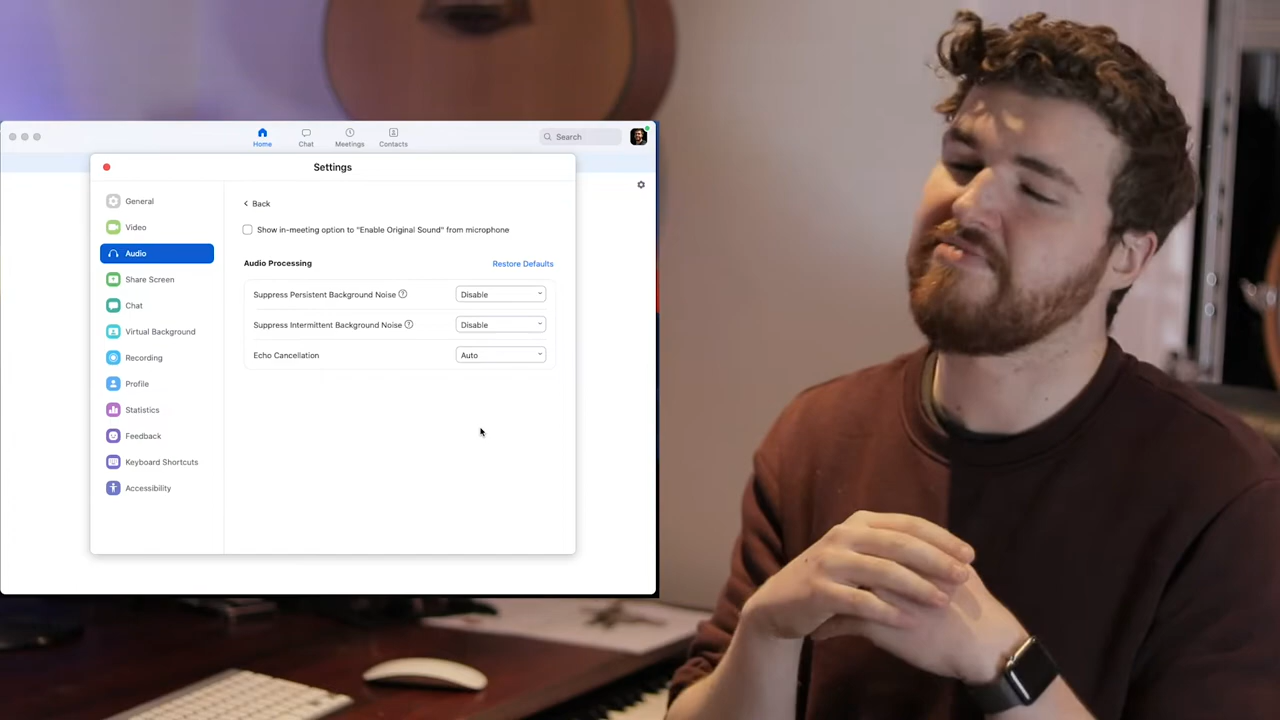 Home
Chat
Meetings
Contacts
Search
Settings
General
Video
Audio
Share Screen
Chat
Virtual Background
Recording
Profile
Statistics
Feedback
Keyboard Shortcuts
Accessibility
Back
Show in-meeting option to "Enable Original Sound" from microphone
Audio Processing
Restore Defaults
Suppress Persistent Background Noise ?
Disable
Suppress Intermittent Background Noise ?
Disable
Echo Cancellation
Auto